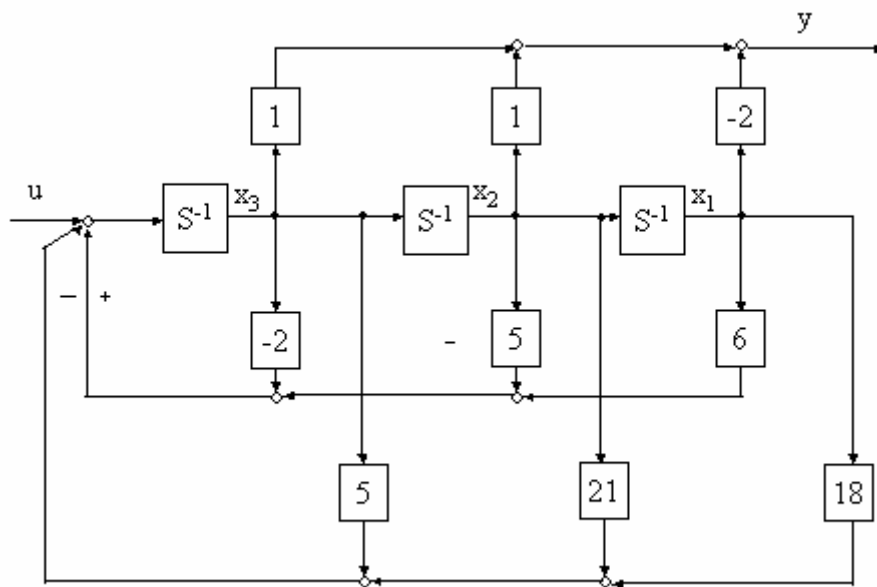 y
1 1 -2
u
S⁻¹ x₃ S⁻¹ x₂ S⁻¹ x₁
– +
-2 - 5 6
5 21 18